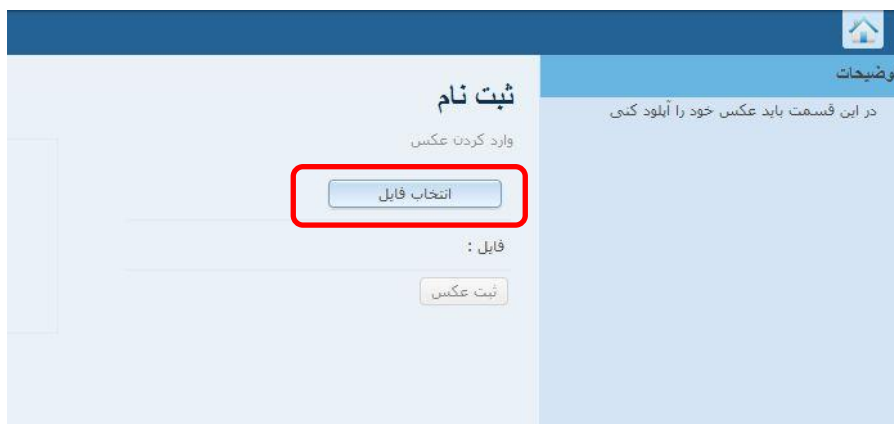 وضیحات
در این قسمت باید عکس خود را آپلود کنی
ثبت نام
وارد کردن عکس
انتخاب فایل
فایل :
ثبت عکس